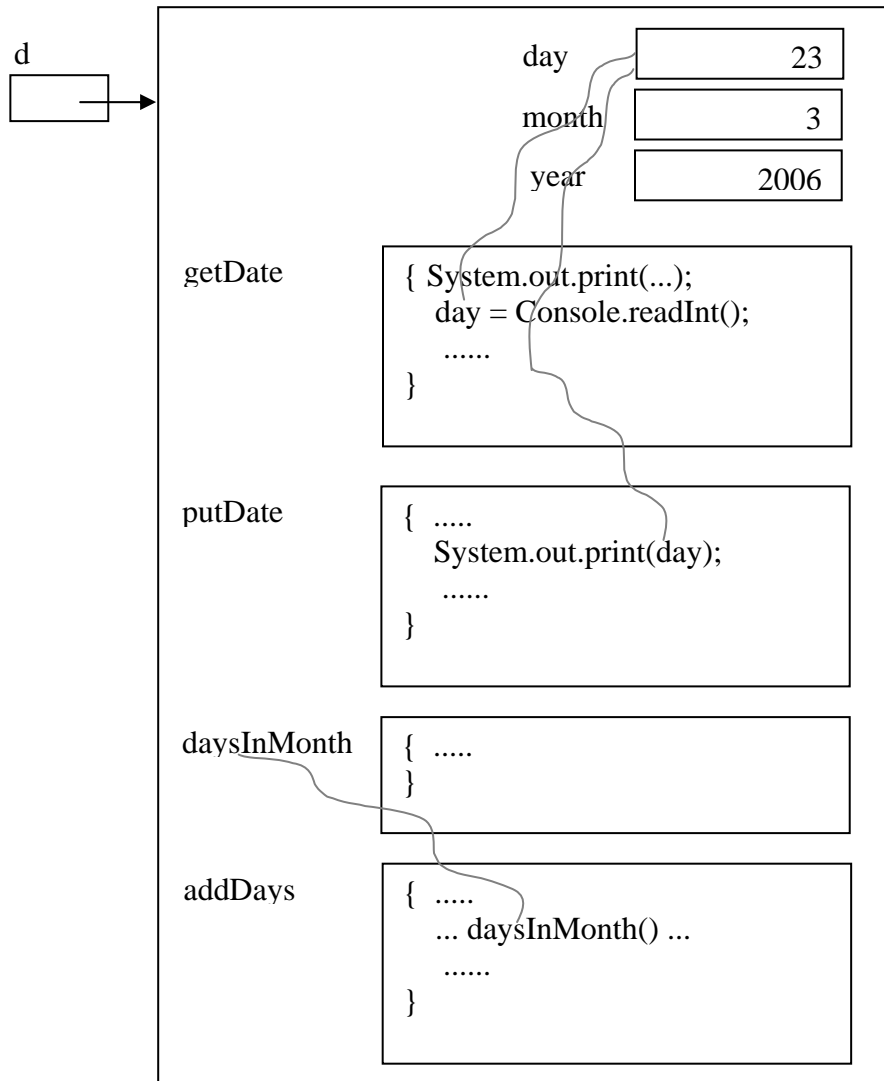 d
day 23
month 3
year 2006
getDate
{ System.out.print(...);
day = Console.readInt();
......
}
putDate
{ .....
System.out.print(day);
......
}
daysInMonth
{ .....
}
addDays
{ .....
... daysInMonth() ...
......
}